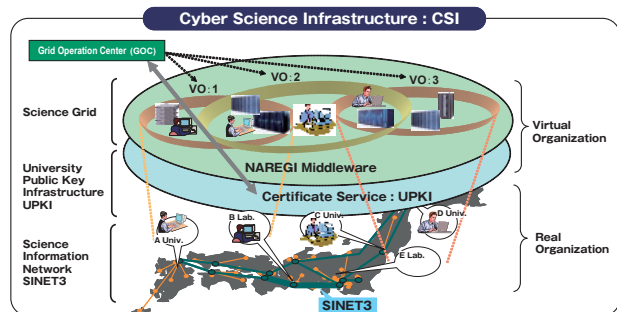 Cyber Science Infrastructure : CSI
Grid Operation Center (GOC)
VO: 1
VO: 2
VO: 3
Science Grid
Virtual
Organization
NAREGI Middleware
University
Public Key
Infrastructure
UPKI
Certificate Service : UPKI
A Univ.
B Lab.
C Univ.
D Univ.
E Lab.
Real
Organization
Science
Information
Network
SINET3
SINET3